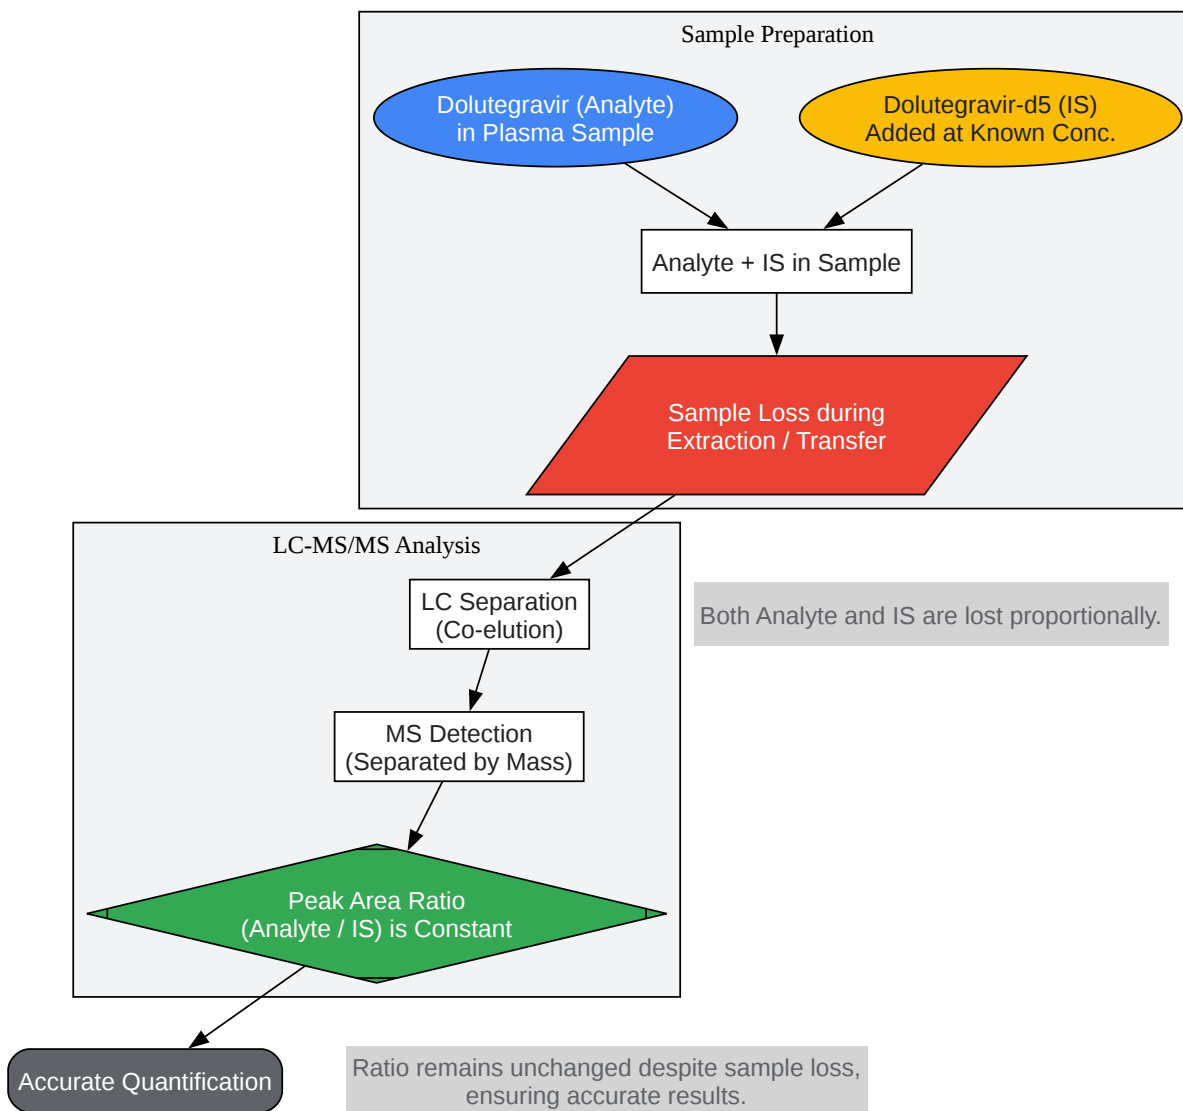 Sample Preparation
Dolutegravir (Analyte)
in Plasma Sample
Dolutegravir-d5 (IS)
Added at Known Conc.
Analyte + IS in Sample
Sample Loss during
Extraction / Transfer
LC-MS/MS Analysis
LC Separation
(Co-elution)
Both Analyte and IS are lost proportionally.
MS Detection
(Separated by Mass)
Peak Area Ratio
(Analyte / IS) is Constant
Accurate Quantification
Ratio remains unchanged despite sample loss,
ensuring accurate results.